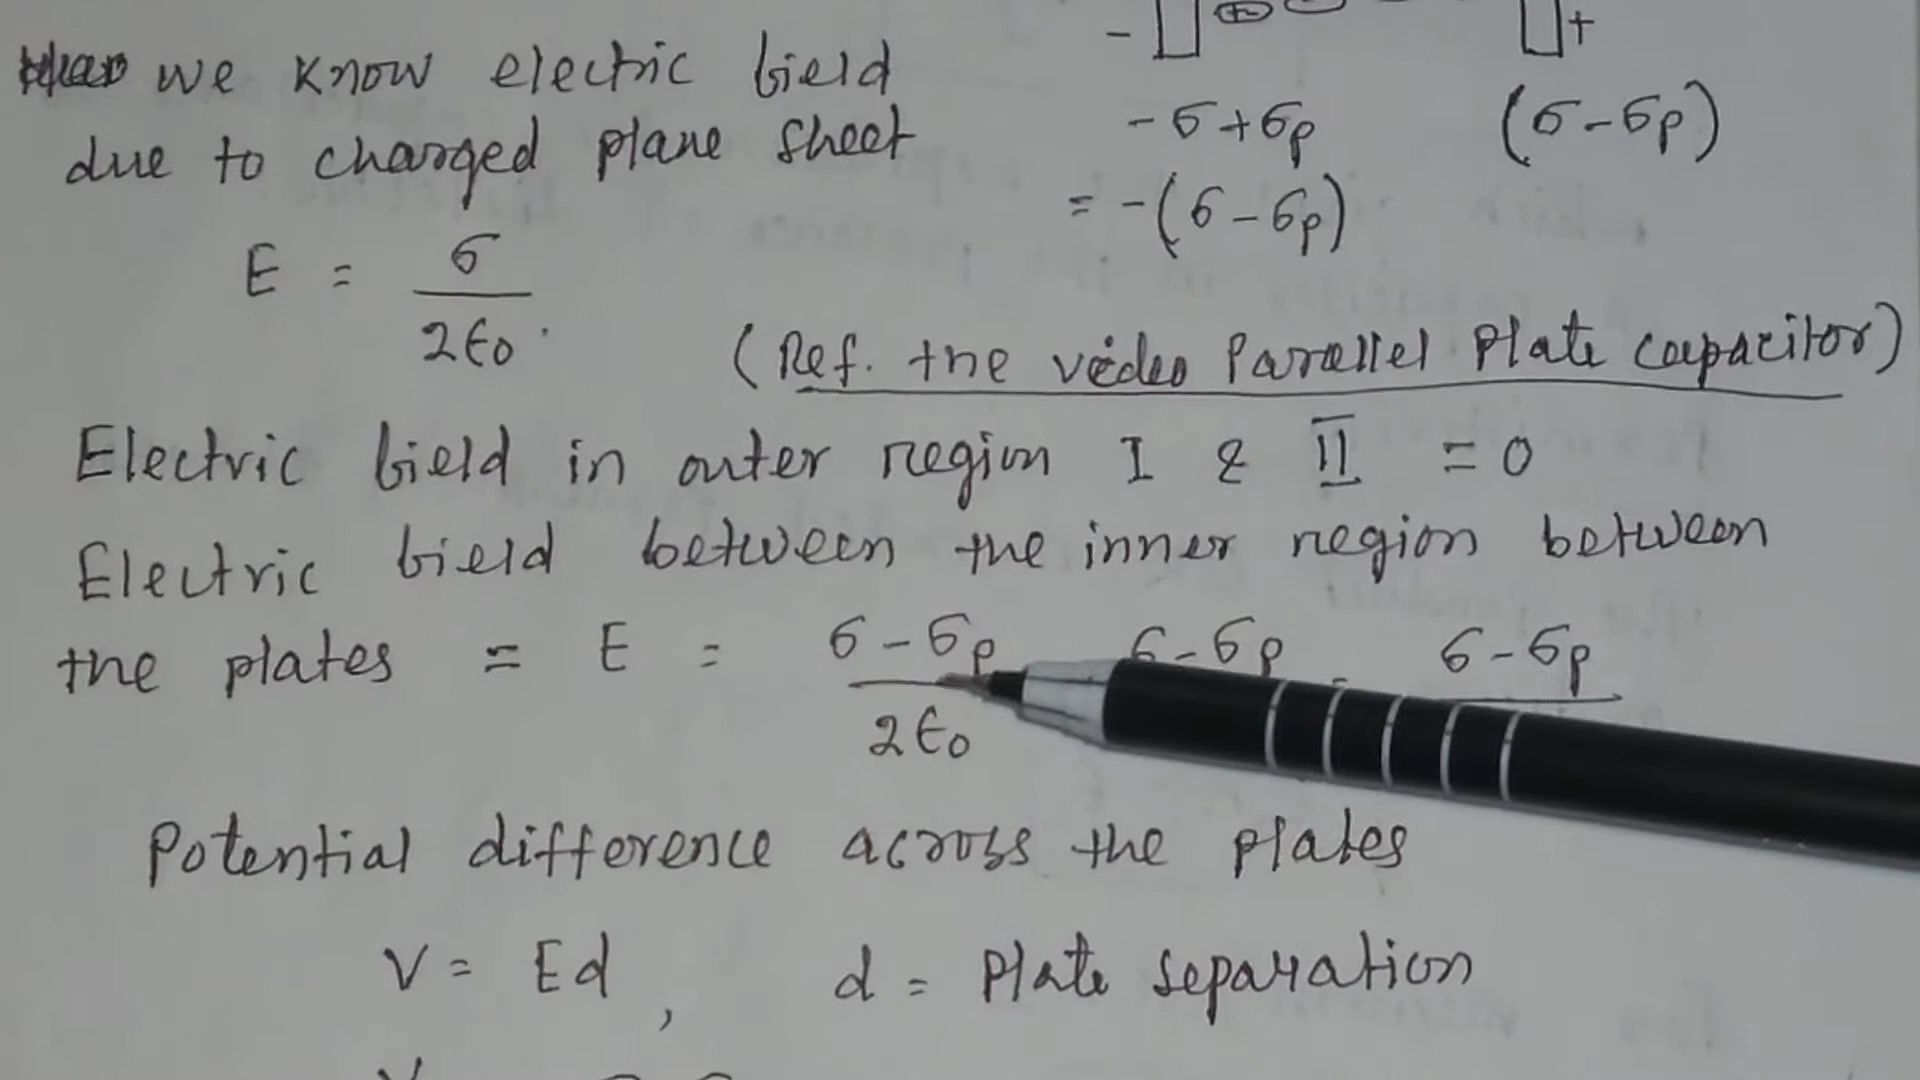 - +
we know electric field
due to charged plane sheet
-σ+σp (σ-σp)
= -(σ-σp)
E = σ/2ϵ0
(Ref. the video Parallel Plate capacitor)
Electric field in outer region I & II = 0
Electric field between the inner region between
the plates = E = σ-σp/2ϵ0 σ-σp = σ-σp
Potential difference across the plates
V = Ed, d = Plate separation